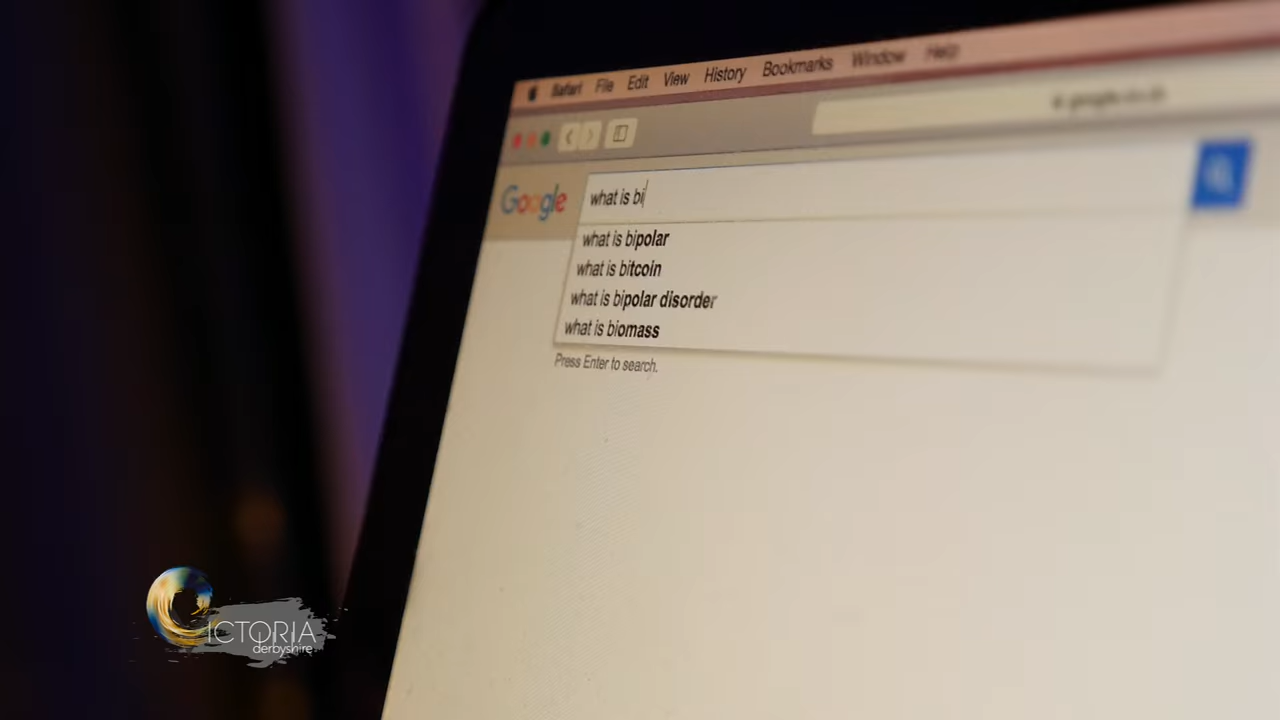 Safari File Edit View History Bookmarks Window Help
Google
what is bi
what is bipolar
what is bitcoin
what is bipolar disorder
what is biomass
Press Enter to search.
ICTORIA
derbyshire